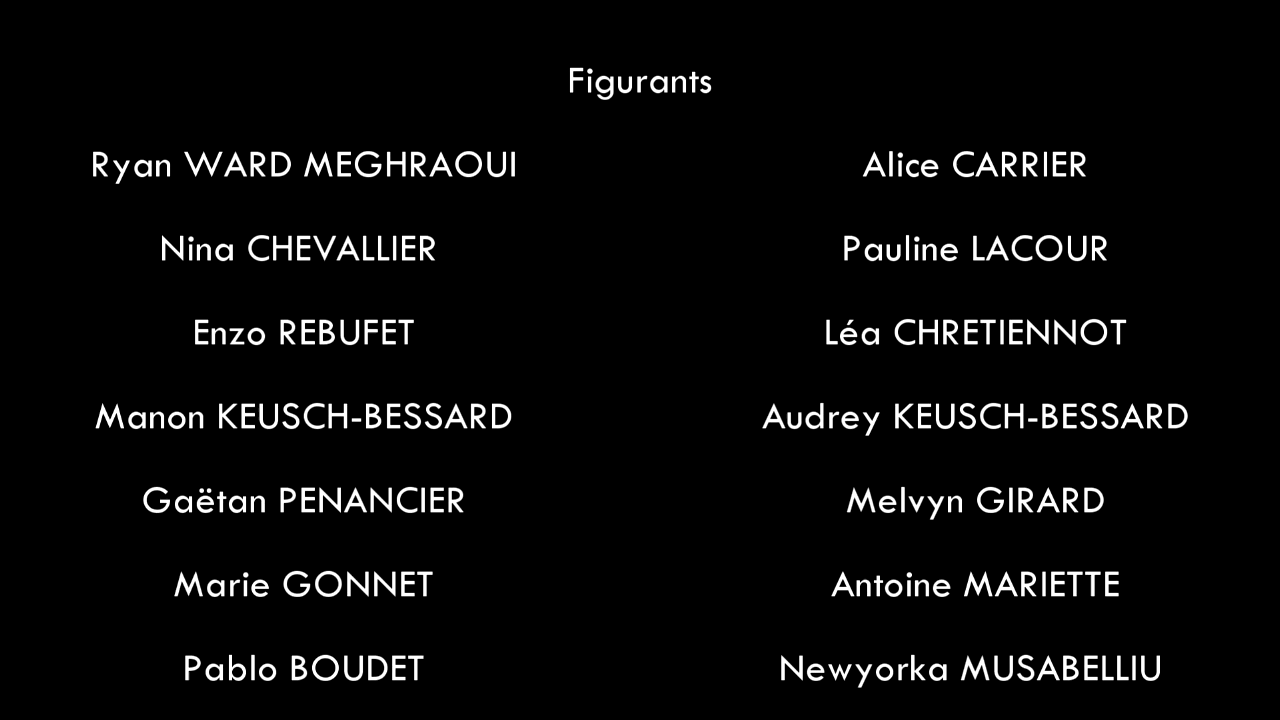 Figurants
Ryan WARD MEGHRAOUI Alice CARRIER
Nina CHEVALLIER Pauline LACOUR
Enzo REBUFET Léa CHRETIENNOT
Manon KEUSCH-BESSARD Audrey KEUSCH-BESSARD
Gaëtan PENANCIER Melvyn GIRARD
Marie GONNET Antoine MARIETTE
Pablo BOUDET Newyorka MUSABELLIU